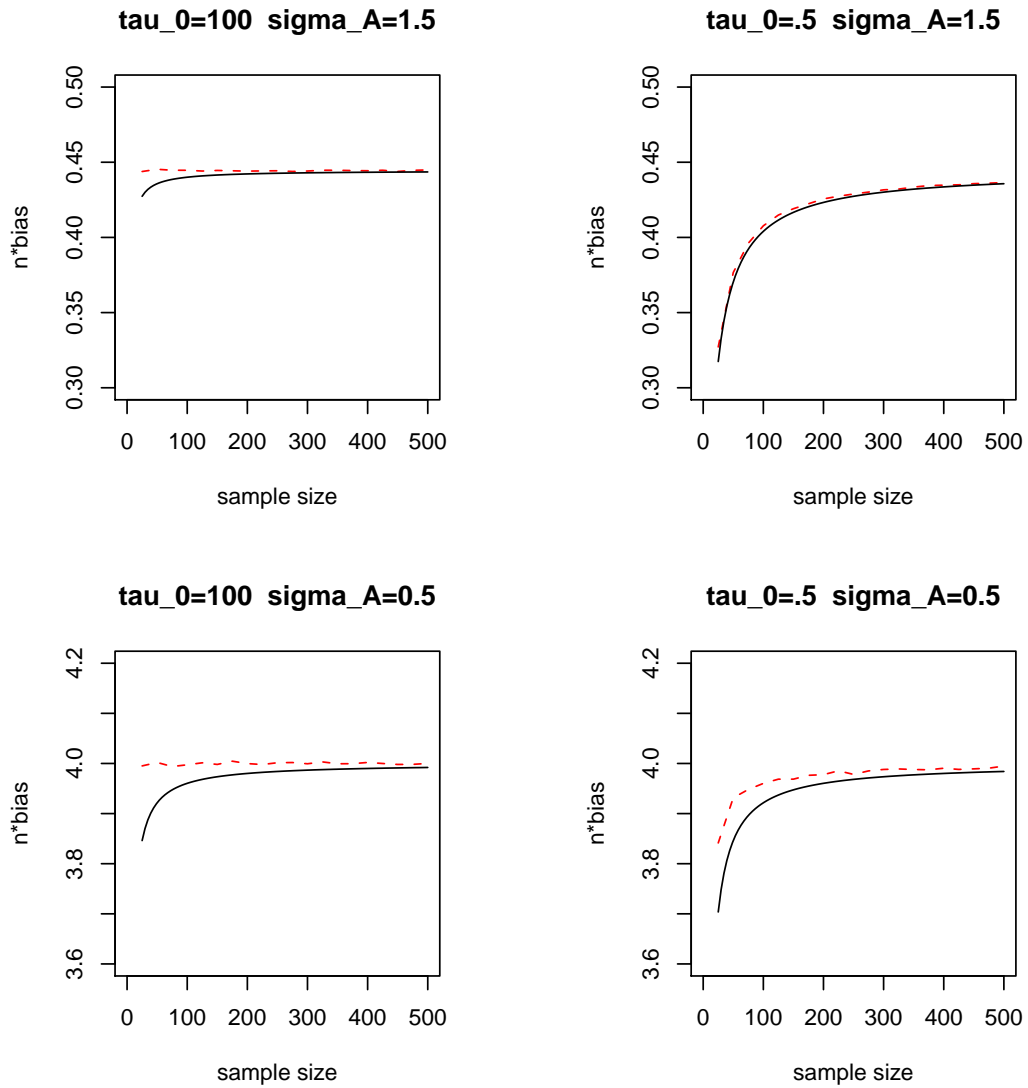 tau_0=100 sigma_A=1.5
0.50
0.45
0.40
0.35
0.30
n*bias
0 100 200 300 400 500
sample size
tau_0=.5 sigma_A=1.5
0.50
0.45
0.40
0.35
0.30
n*bias
0 100 200 300 400 500
sample size
tau_0=100 sigma_A=0.5
4.2
4.0
3.8
3.6
n*bias
0 100 200 300 400 500
sample size
tau_0=.5 sigma_A=0.5
4.2
4.0
3.8
3.6
n*bias
0 100 200 300 400 500
sample size